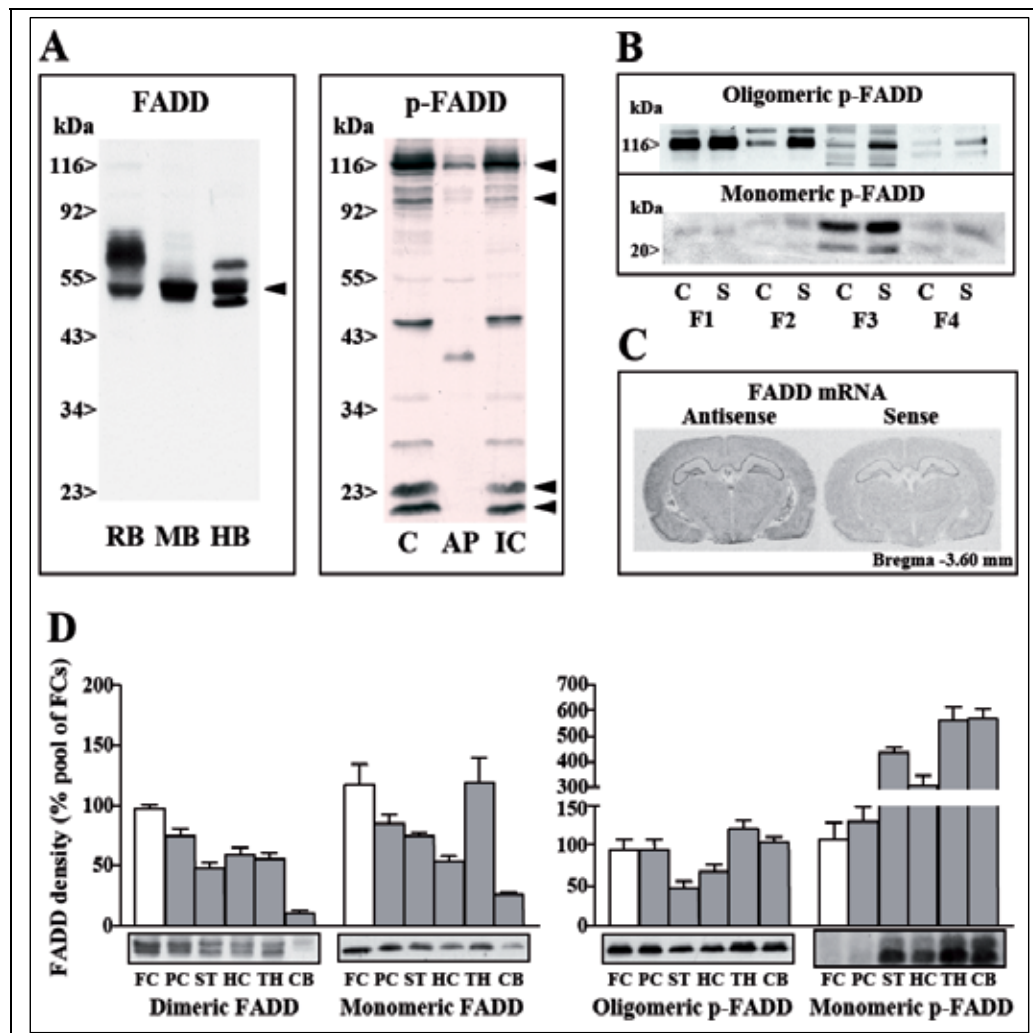 A
FADD
kDa
116>
92>
55>
43>
34>
23>
RB MB HB
p-FADD
kDa
116>
92>
55>
43>
34>
23>
C AP IC
B
Oligomeric p-FADD
kDa
116>
Monomeric p-FADD
kDa
20>
C S C S C S C S
F1 F2 F3 F4
C
FADD mRNA
Antisense Sense
Bregma -3.60 mm
D
FADD density (% pool of FCs)
200
150
100
50
0
FC PC ST HC TH CB
Dimeric FADD
FC PC ST HC TH CB
Monomeric FADD
700
600
500
400
300
150
100
50
0
FC PC ST HC TH CB
Oligomeric p-FADD
FC PC ST HC TH CB
Monomeric p-FADD